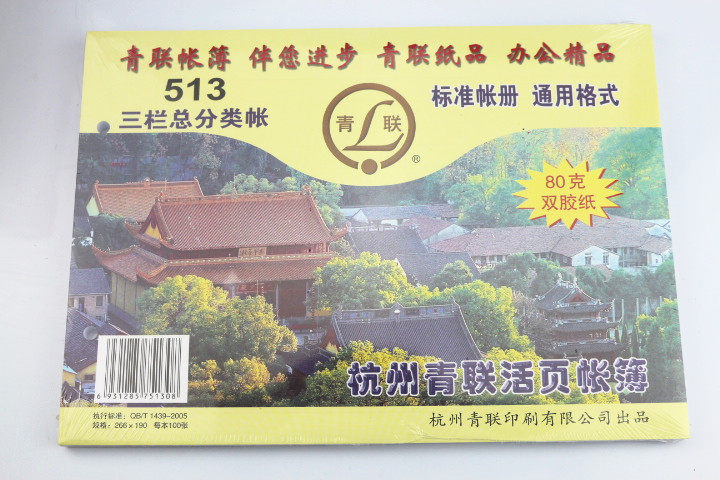 青联帐簿 伴您进步 青联纸品 办公精品
513
三栏总分类帐
青 L 联
®
标准帐册 通用格式
80克
双胶纸
杭州青联活页帐簿
6 931285 751308
执行标准：QB/T 1439-2005
规格：266×190 每本100张
杭州青联印刷有限公司出品